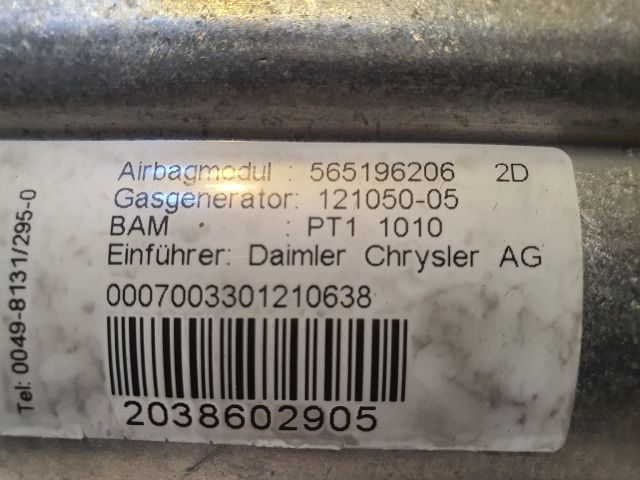 Airbagmodul : 565196206 2D
Gasgenerator: 121050-05
BAM : PT1 1010
Einführer: Daimler Chrysler AG
0007003301210638
2038602905
Tel: 0049-8131/295-0